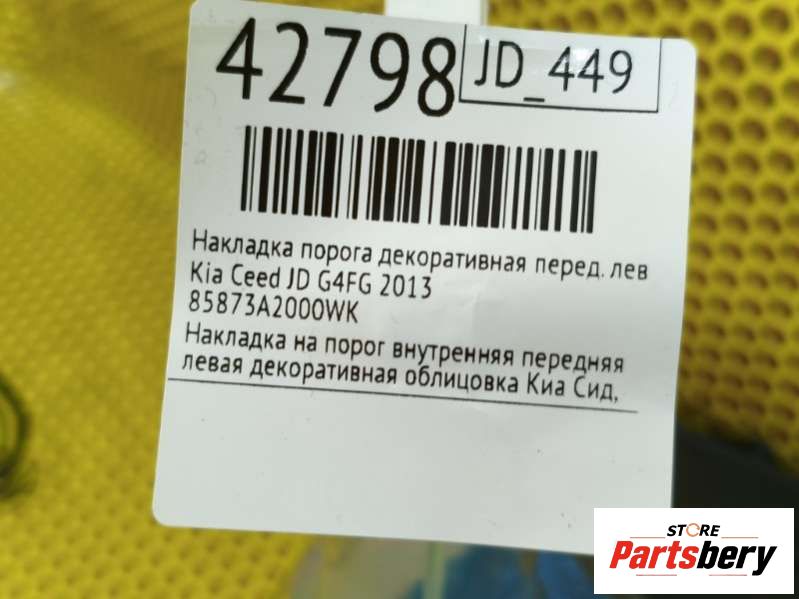 42798
JD_449
Накладка порога декоративная перед. лев
Kia Ceed JD G4FG 2013
85873A2000WK
Накладка на порог внутренняя передняя
левая декоративная облицовка Киа Сид,
STORE
Partsbery